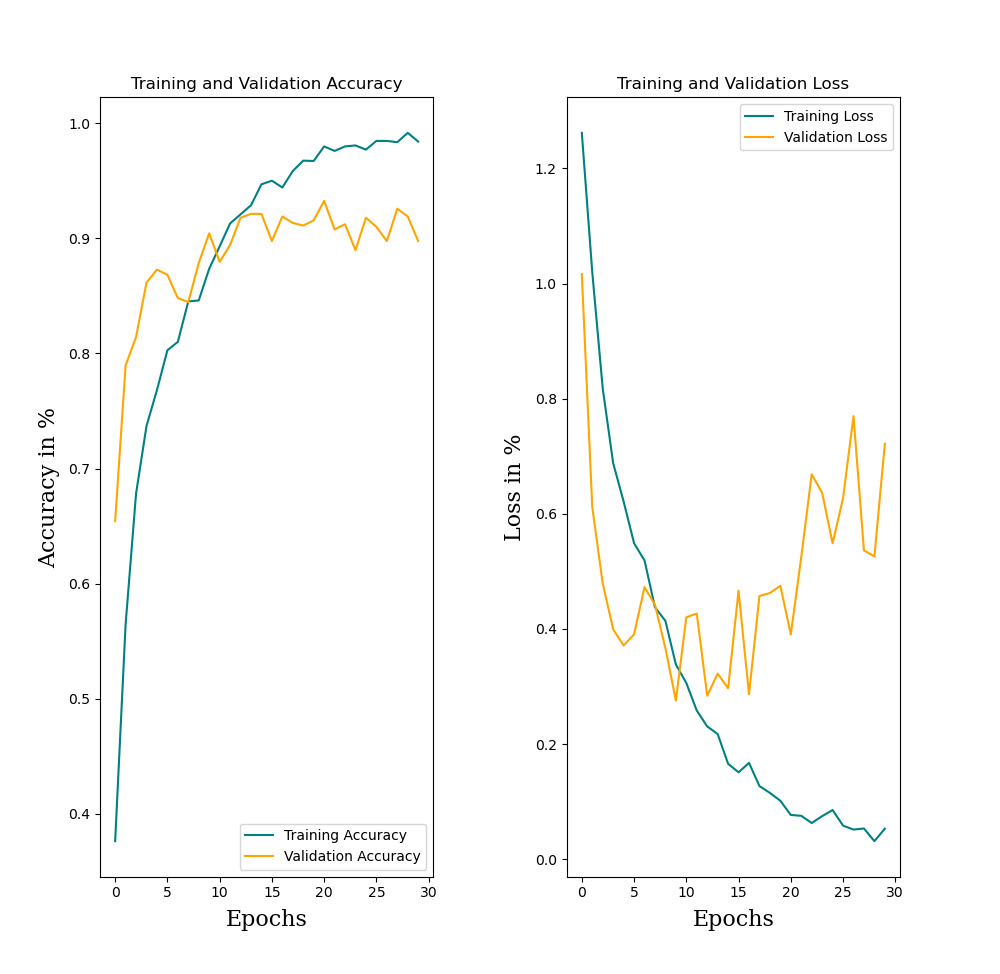 Training and Validation Accuracy
Accuracy in %
1.0
0.9
0.8
0.7
0.6
0.5
0.4
Training Accuracy
Validation Accuracy
0 5 10 15 20 25 30
Epochs
Training and Validation Loss
Loss in %
Training Loss
Validation Loss
1.2
1.0
0.8
0.6
0.4
0.2
0.0
0 5 10 15 20 25 30
Epochs